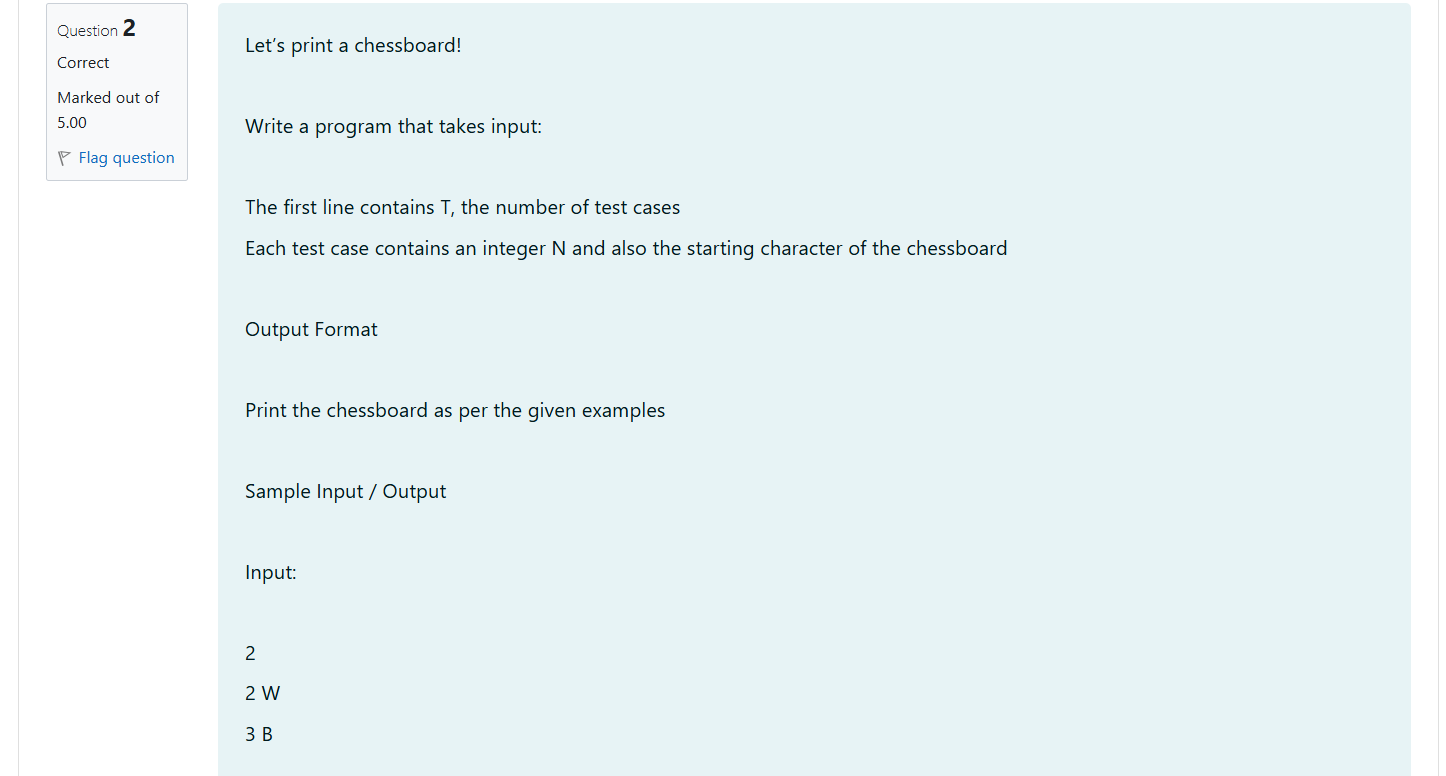 Question 2
Correct
Marked out of
5.00
Flag question
Let’s print a chessboard!
Write a program that takes input:
The first line contains T, the number of test cases
Each test case contains an integer N and also the starting character of the chessboard
Output Format
Print the chessboard as per the given examples
Sample Input / Output
Input:
2
2 W
3 B